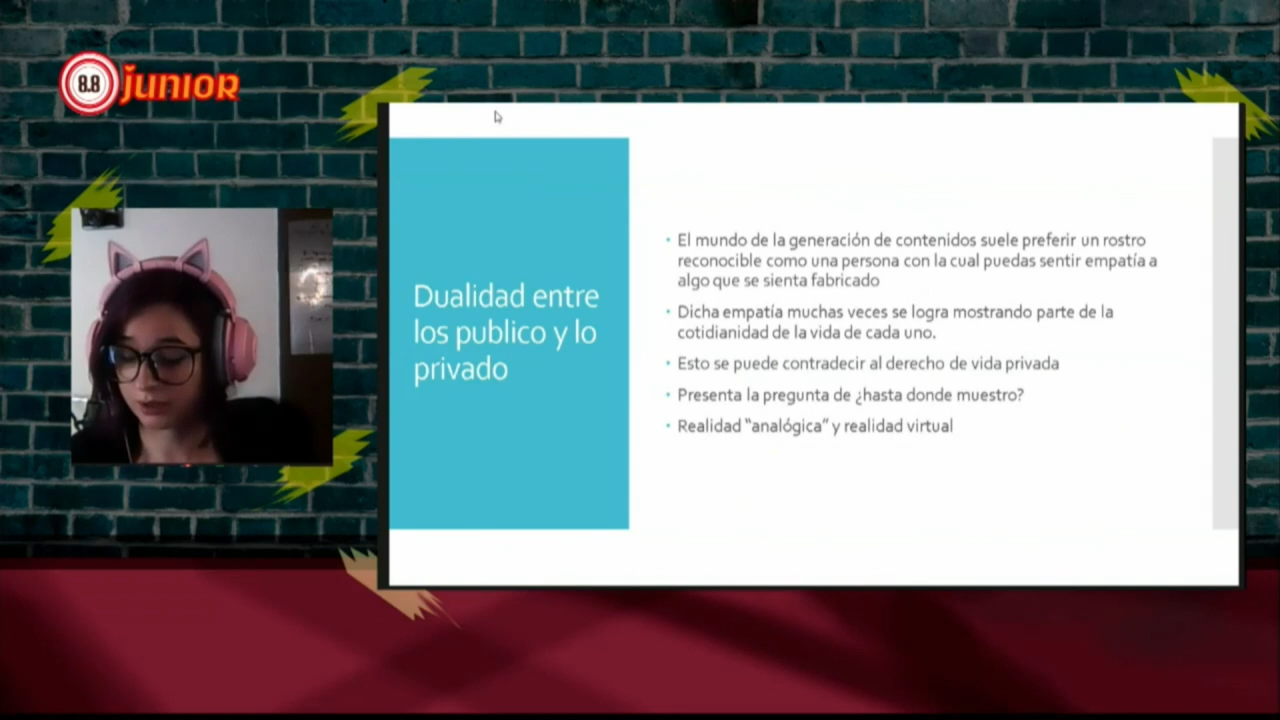 8.8 JUNIOR
Dualidad entre
los publico y lo
privado
• El mundo de la generación de contenidos suele preferir un rostro
reconocible como una persona con la cual puedas sentir empatía a
algo que se sienta fabricado
• Dicha empatía muchas veces se logra mostrando parte de la
cotidianidad de la vida de cada uno.
• Esto se puede contradecir al derecho de vida privada
• Presenta la pregunta de ¿hasta donde muestro?
• Realidad “analógica” y realidad virtual